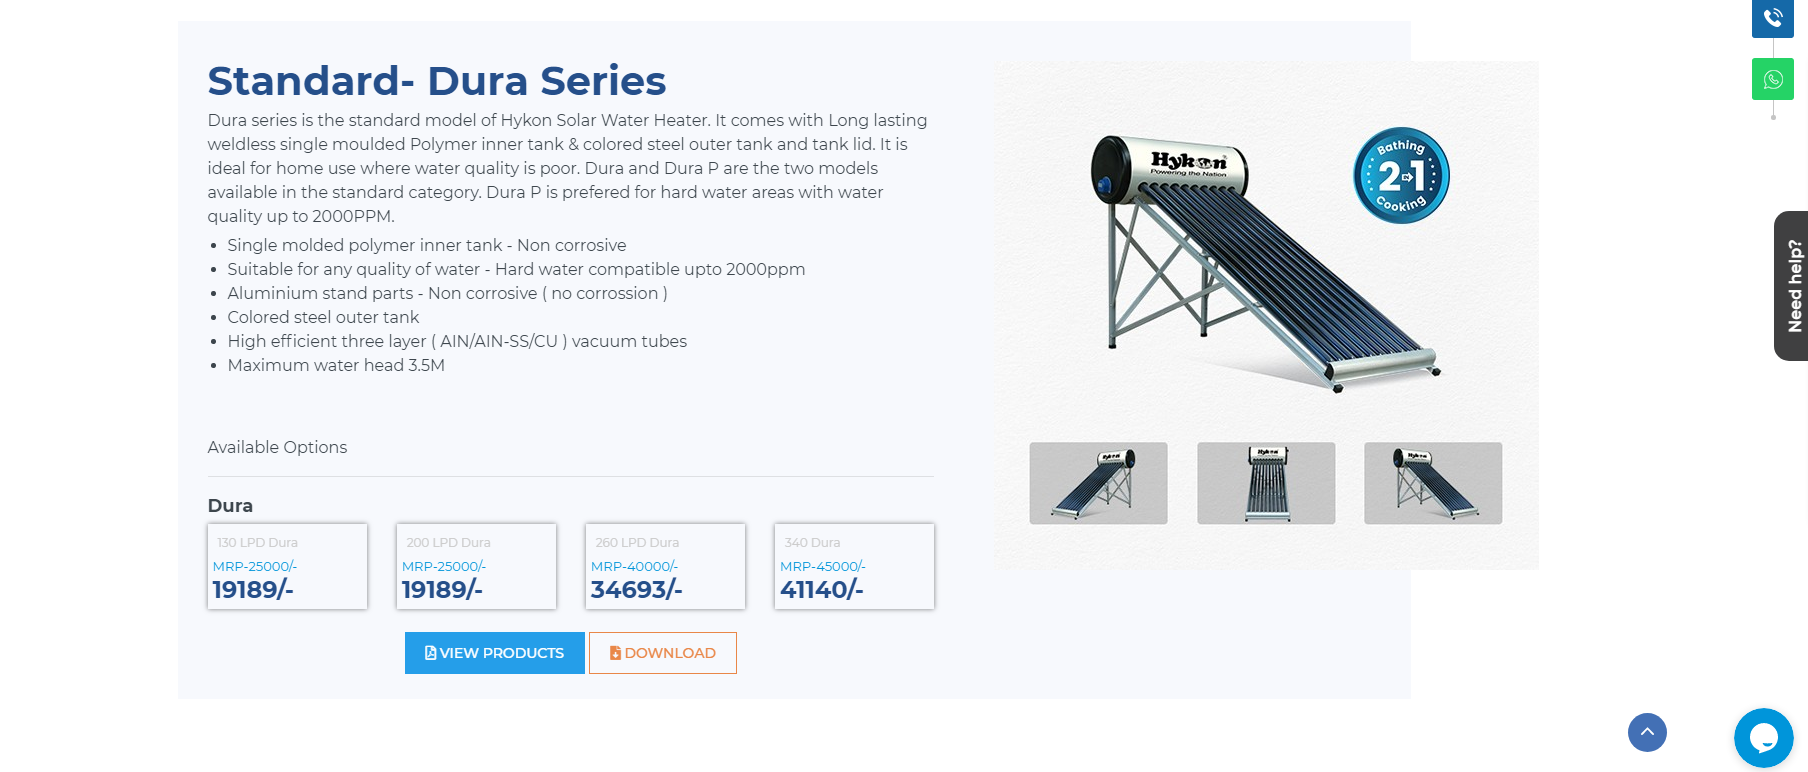 Standard- Dura Series
Dura series is the standard model of Hykon Solar Water Heater. It comes with Long lasting
weldless single moulded Polymer inner tank & colored steel outer tank and tank lid. It is
ideal for home use where water quality is poor. Dura and Dura P are the two models
available in the standard category. Dura P is prefered for hard water areas with water
quality up to 2000PPM.
Single molded polymer inner tank - Non corrosive
Suitable for any quality of water - Hard water compatible upto 2000ppm
Aluminium stand parts - Non corrosive ( no corrossion )
Colored steel outer tank
High efficient three layer ( AIN/AIN-SS/CU ) vacuum tubes
Maximum water head 3.5M
Available Options
Dura
130 LPD Dura
MRP-25000/-
19189/-
200 LPD Dura
MRP-25000/-
19189/-
260 LPD Dura
MRP-40000/-
34693/-
340 Dura
MRP-45000/-
41140/-
VIEW PRODUCTS
DOWNLOAD
Hykon
Powering the Nation
Bathing
2 1
Cooking
Hykon
Hykon
Hykon
Need help?